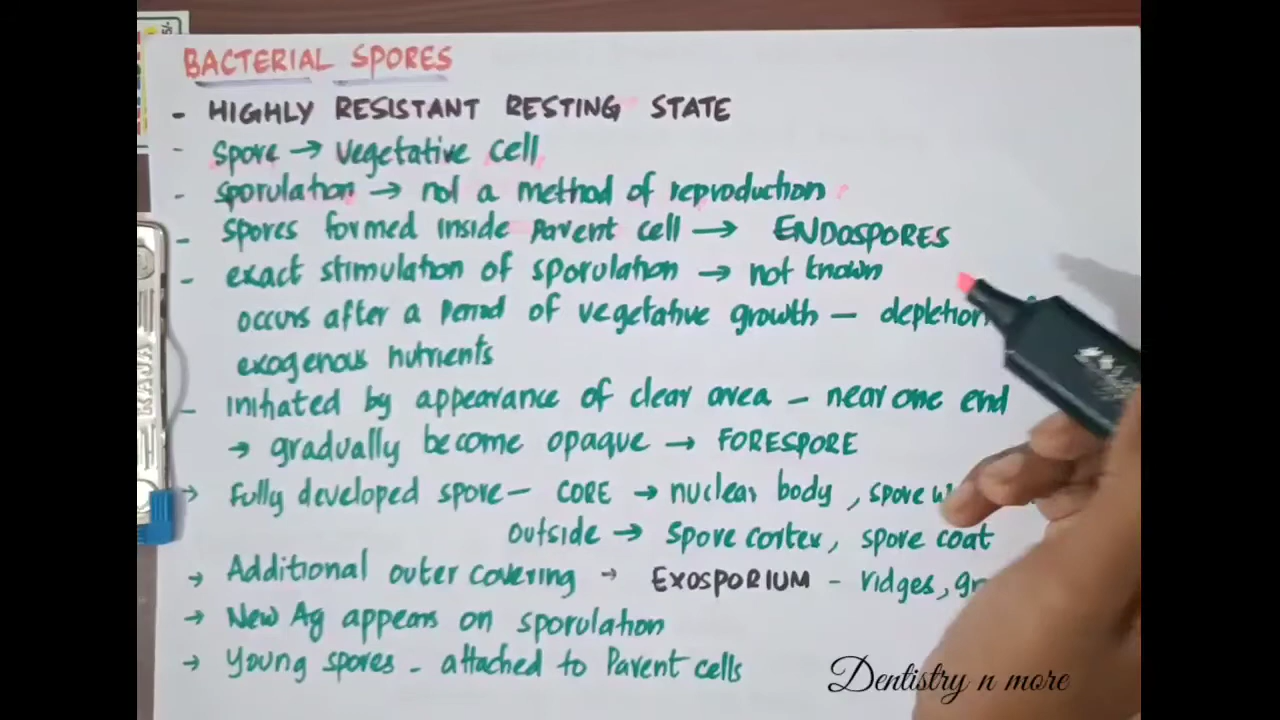 BACTERIAL SPORES
- HIGHLY RESISTANT RESTING STATE
- Spore → Vegetative cell
- Sporulation → not a method of reproduction
- Spores formed inside Parent cell → ENDOSPORES
- exact stimulation of sporulation → not known
occurs after a period of vegetative growth – depletion
exogenous nutrients
- Initiated by appearance of clear area – near one end
→ gradually become opaque → FORESPORE
→ Fully developed spore – CORE → nuclear body, spore
outside → Spore cortex, spore coat
→ Additional outer covering → EXOSPORIUM – ridges,
→ New Ag appears on sporulation
→ Young spores – attached to Parent cells
Dentistry n more